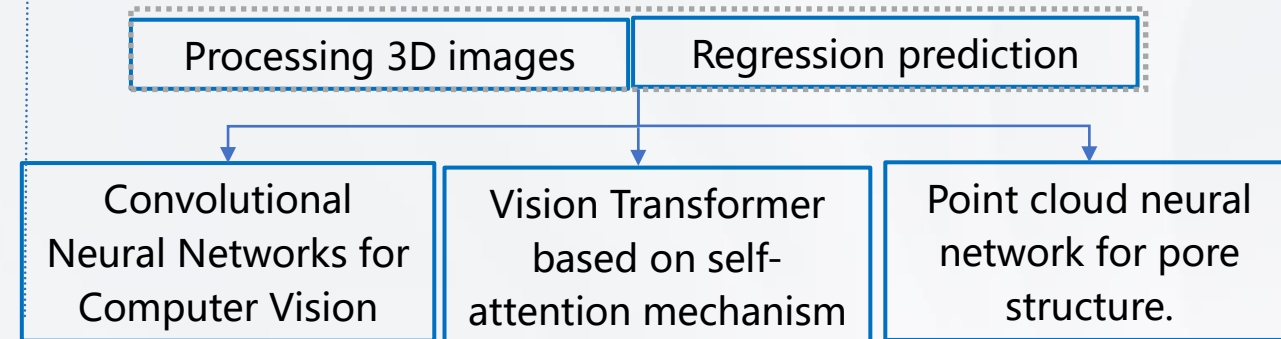 Processing 3D images
Regression prediction
Convolutional
Neural Networks for
Computer Vision
Vision Transformer
based on self-
attention mechanism
Point cloud neural
network for pore
structure.